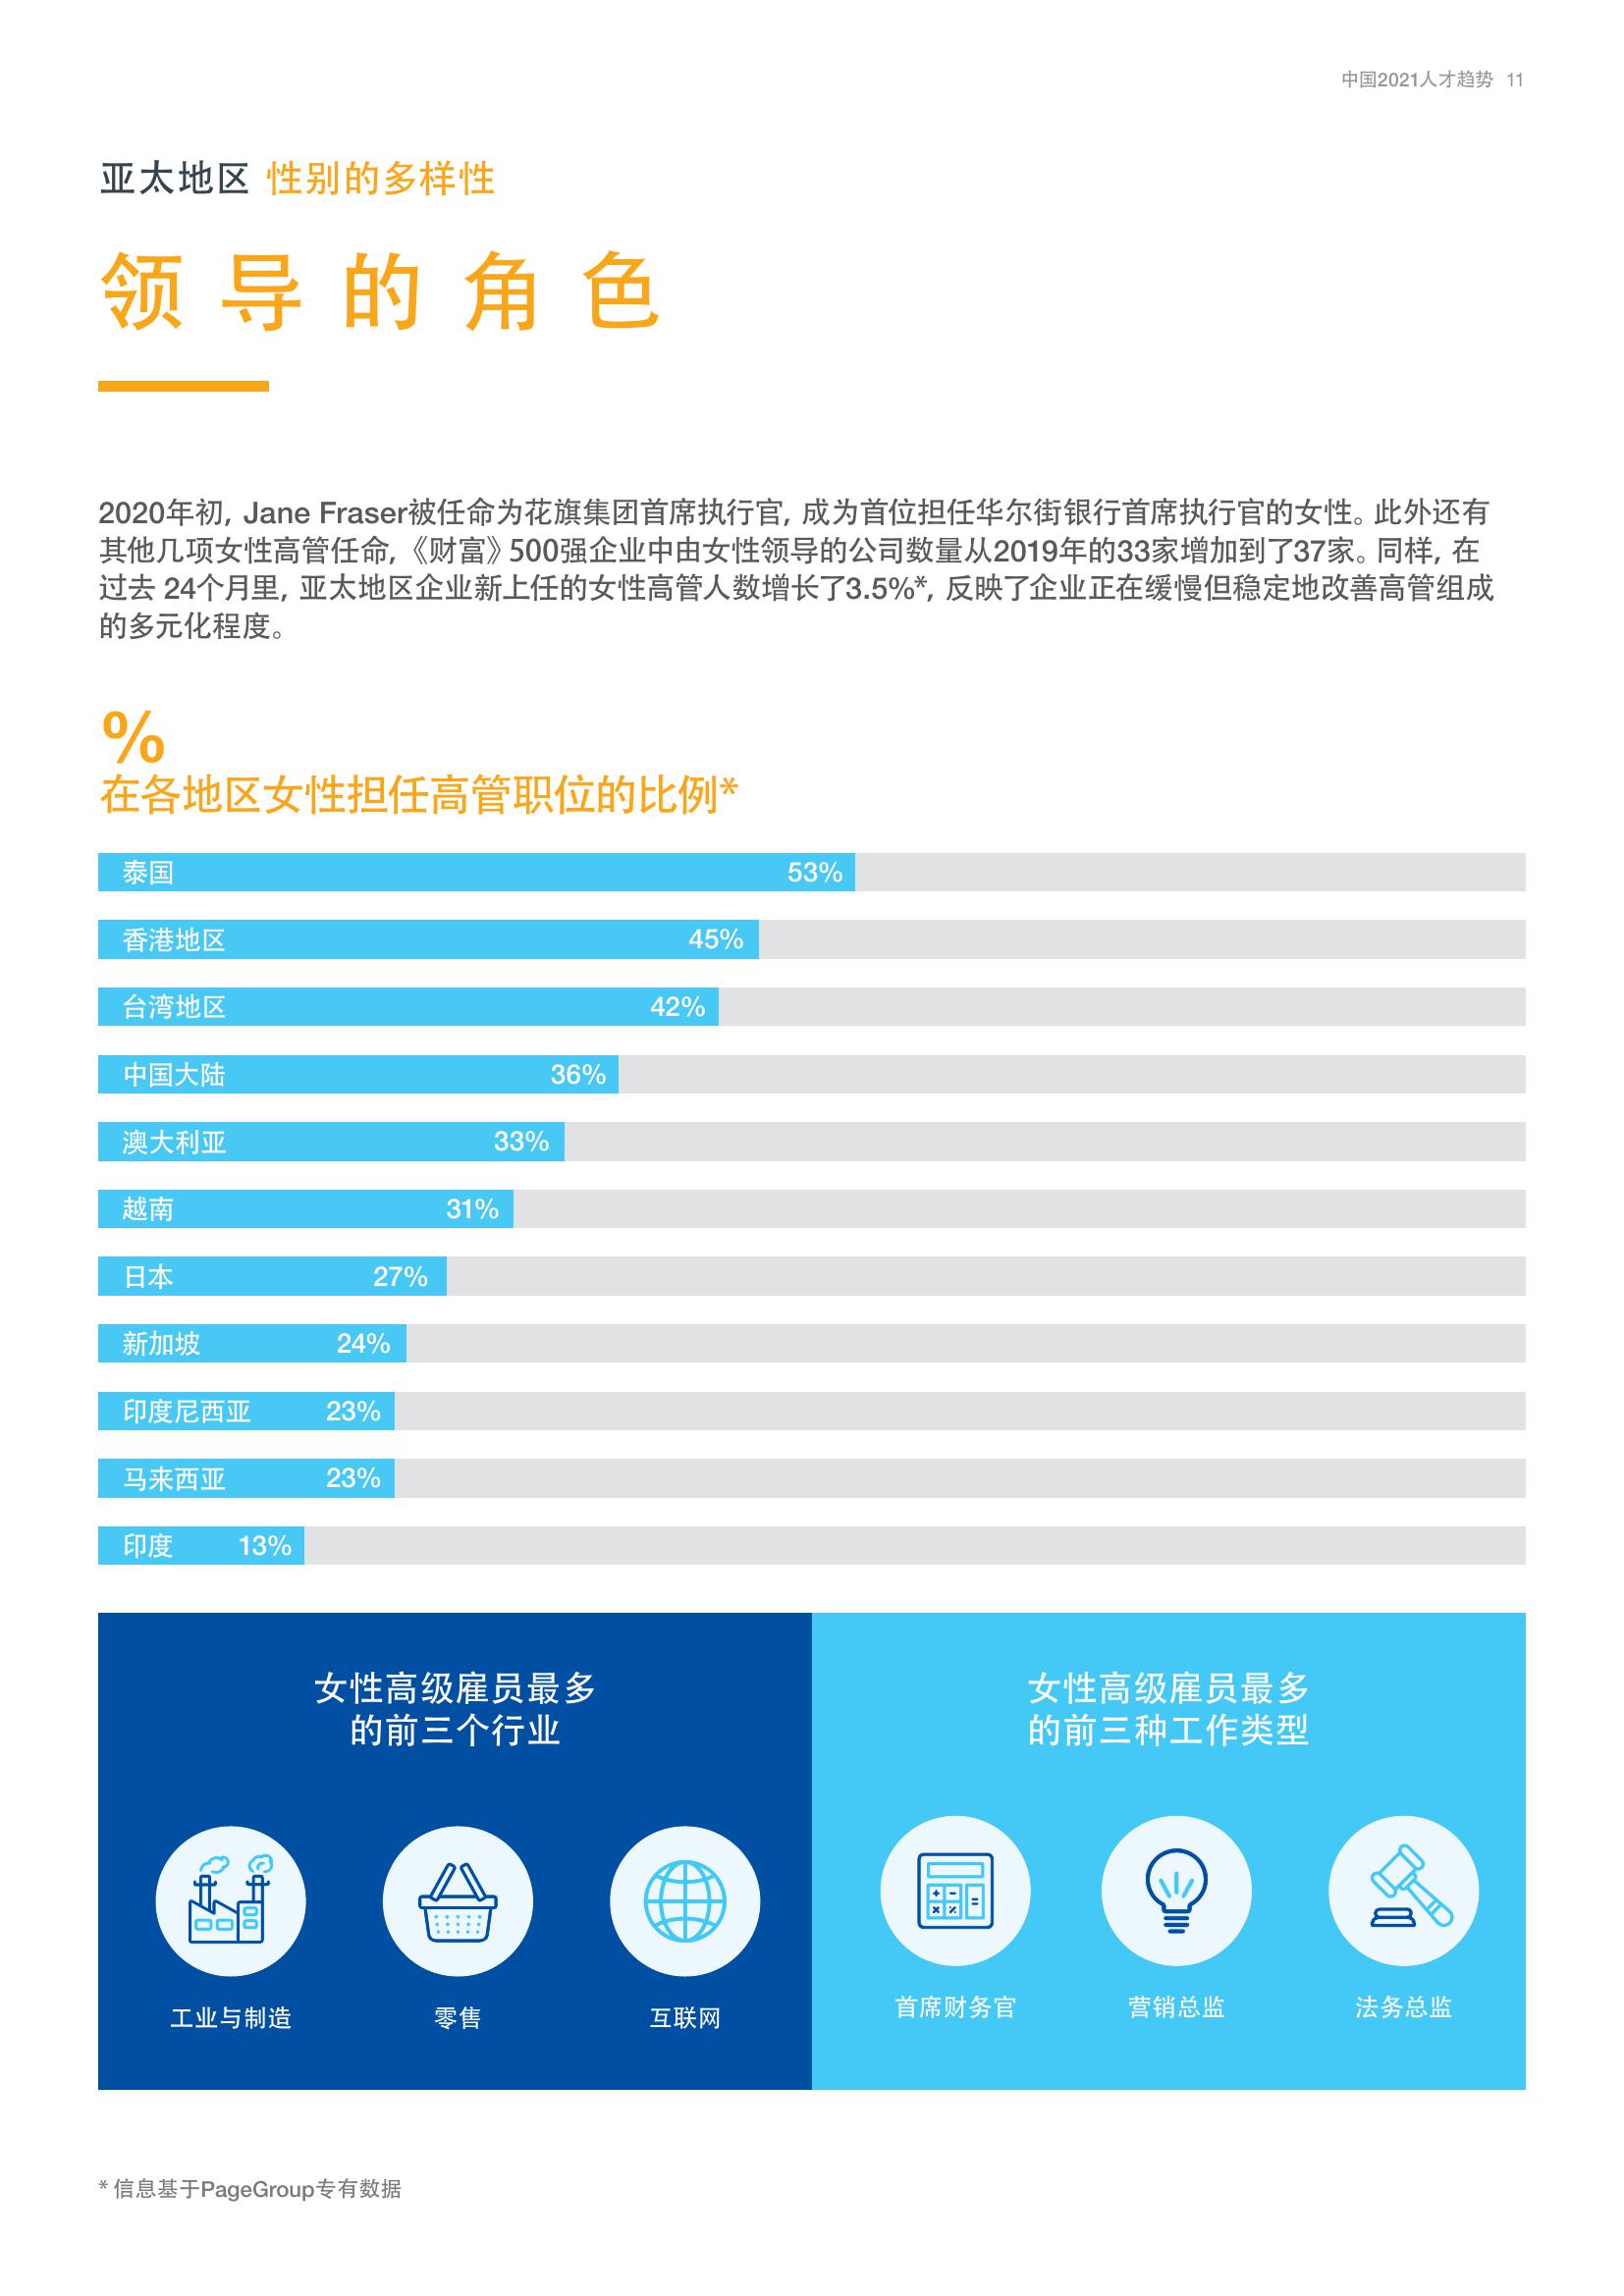 中国2021人才趋势 11
亚太地区 性别的多样性
领导的角色
2020年初, Jane Fraser被任命为花旗集团首席执行官, 成为首位担任华尔街银行首席执行官的女性。此外还有
其他几项女性高管任命,《财富》500强企业中由女性领导的公司数量从2019年的33家增加到了37家。同样, 在
过去 24个月里, 亚太地区企业新上任的女性高管人数增长了3.5%*, 反映了企业正在缓慢但稳定地改善高管组成
的多元化程度。
%
在各地区女性担任高管职位的比例*
泰国 53%
香港地区 45%
台湾地区 42%
中国大陆 36%
澳大利亚 33%
越南 31%
日本 27%
新加坡 24%
印度尼西亚 23%
马来西亚 23%
印度 13%
女性高级雇员最多
的前三个行业
工业与制造 零售 互联网
女性高级雇员最多
的前三种工作类型
首席财务官 营销总监 法务总监
* 信息基于PageGroup专有数据